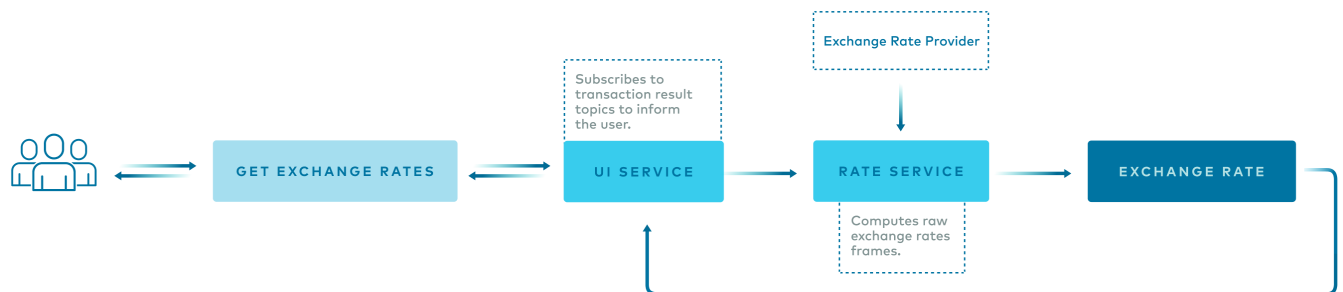 Exchange Rate Provider
Subscribes to
transaction result
topics to inform
the user.
GET EXCHANGE RATES
UI SERVICE
RATE SERVICE
EXCHANGE RATE
Computes raw
exchange rates
frames.